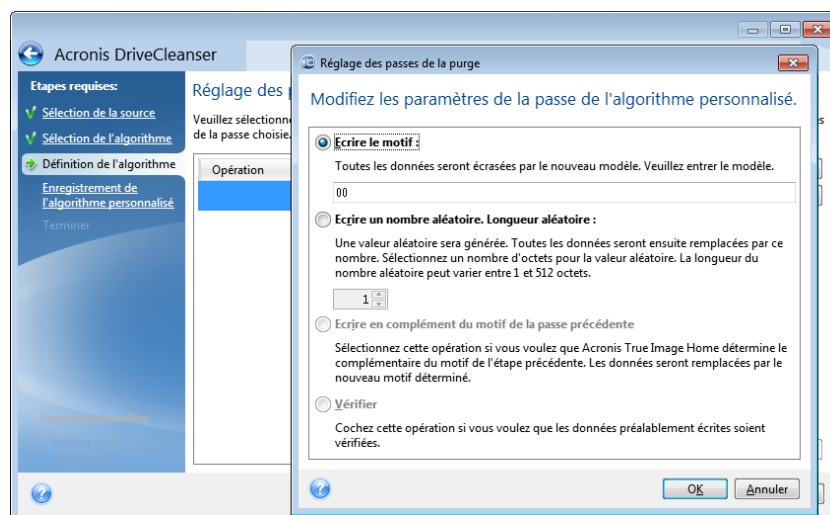 Acronis DriveCleanser
Etapes requises:
Sélection de la source
Sélection de l'algorithme
Définition de l'algorithme
Enregistrement de
l'algorithme personnalisé
Terminer
Réglage des
Veuillez sélectionn
de la passe choisie.
Opération
Réglage des passes de la purge
Modifiez les paramètres de la passe de l'algorithme personnalisé.
Ecrire le motif :
Toutes les données seront écrasées par le nouveau modèle. Veuillez entrer le modèle.
00
Ecrire un nombre aléatoire. Longueur aléatoire :
Une valeur aléatoire sera générée. Toutes les données seront ensuite remplacées par ce
nombre. Sélectionnez un nombre d'octets pour la valeur aléatoire. La longueur du
nombre aléatoire peut varier entre 1 et 512 octets.
1
Ecrire en complément du motif de la passe précédente
Sélectionnez cette opération si vous voulez que Acronis True Image Home détermine le
complémentaire du motif de l'étape précédente. Les données seront remplacées par le
nouveau motif déterminé.
Vérifier
Cochez cette opération si vous voulez que les données préalablement écrites soient
vérifiées.
OK
Annuler